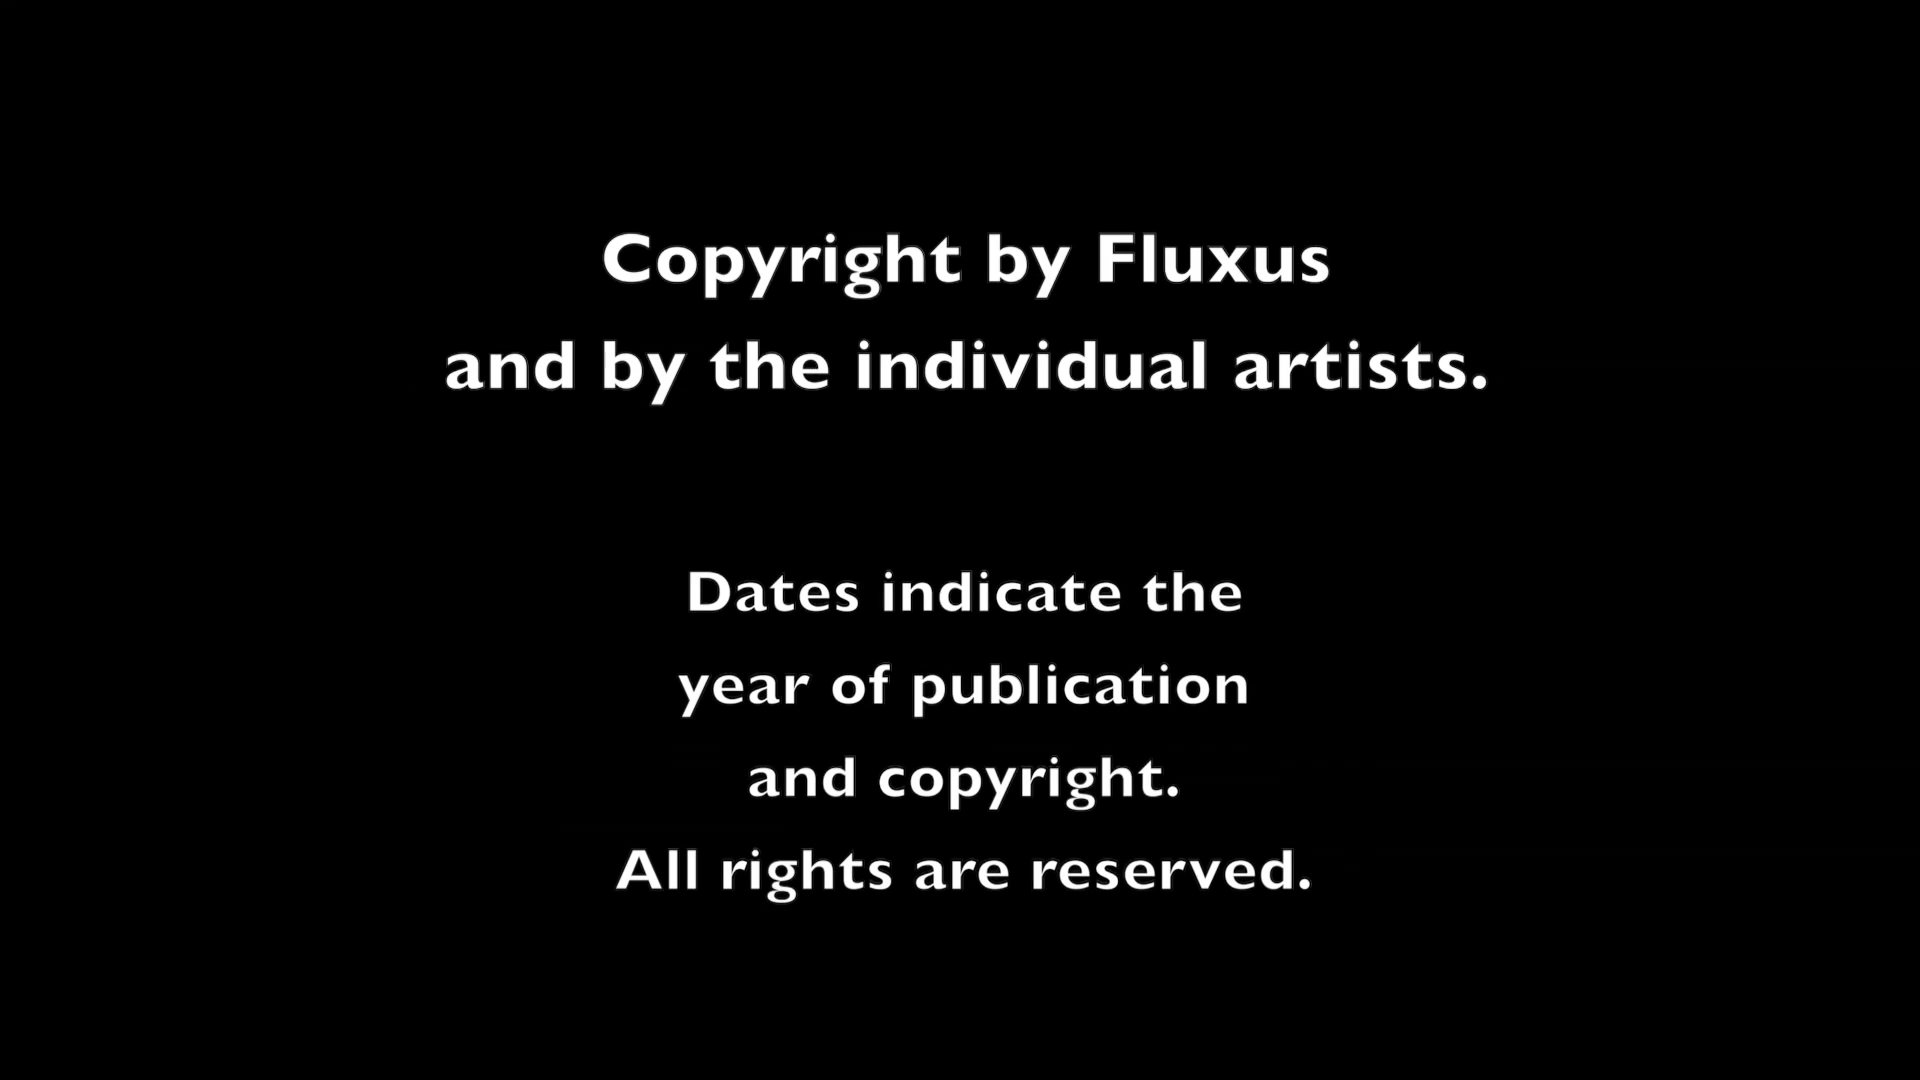 Copyright by Fluxus
and by the individual artists.
Dates indicate the
year of publication
and copyright.
All rights are reserved.